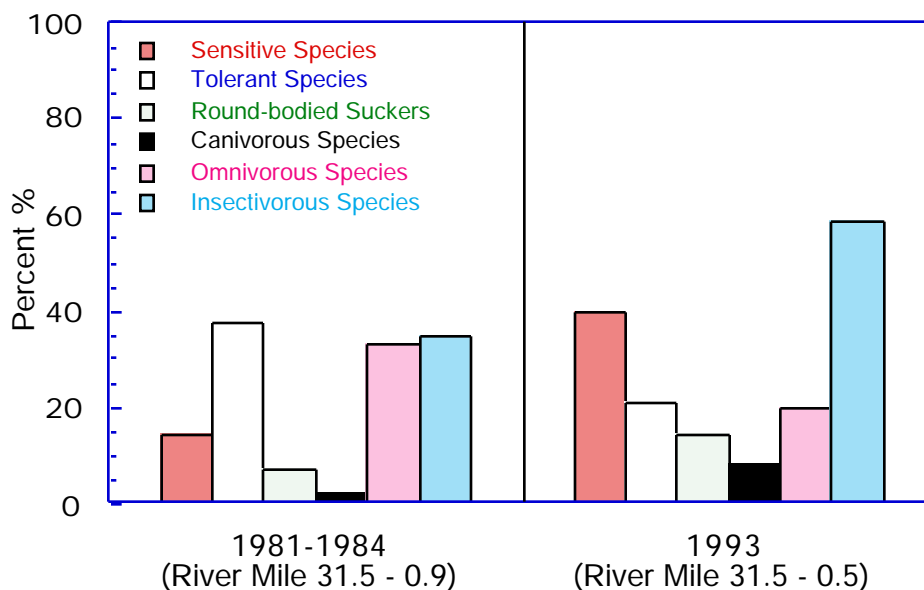 100
80
60
40
20
0
Percent %
Sensitive Species
Tolerant Species
Round-bodied Suckers
Canivorous Species
Omnivorous Species
Insectivorous Species
1981-1984
(River Mile 31.5 - 0.9)
1993
(River Mile 31.5 - 0.5)